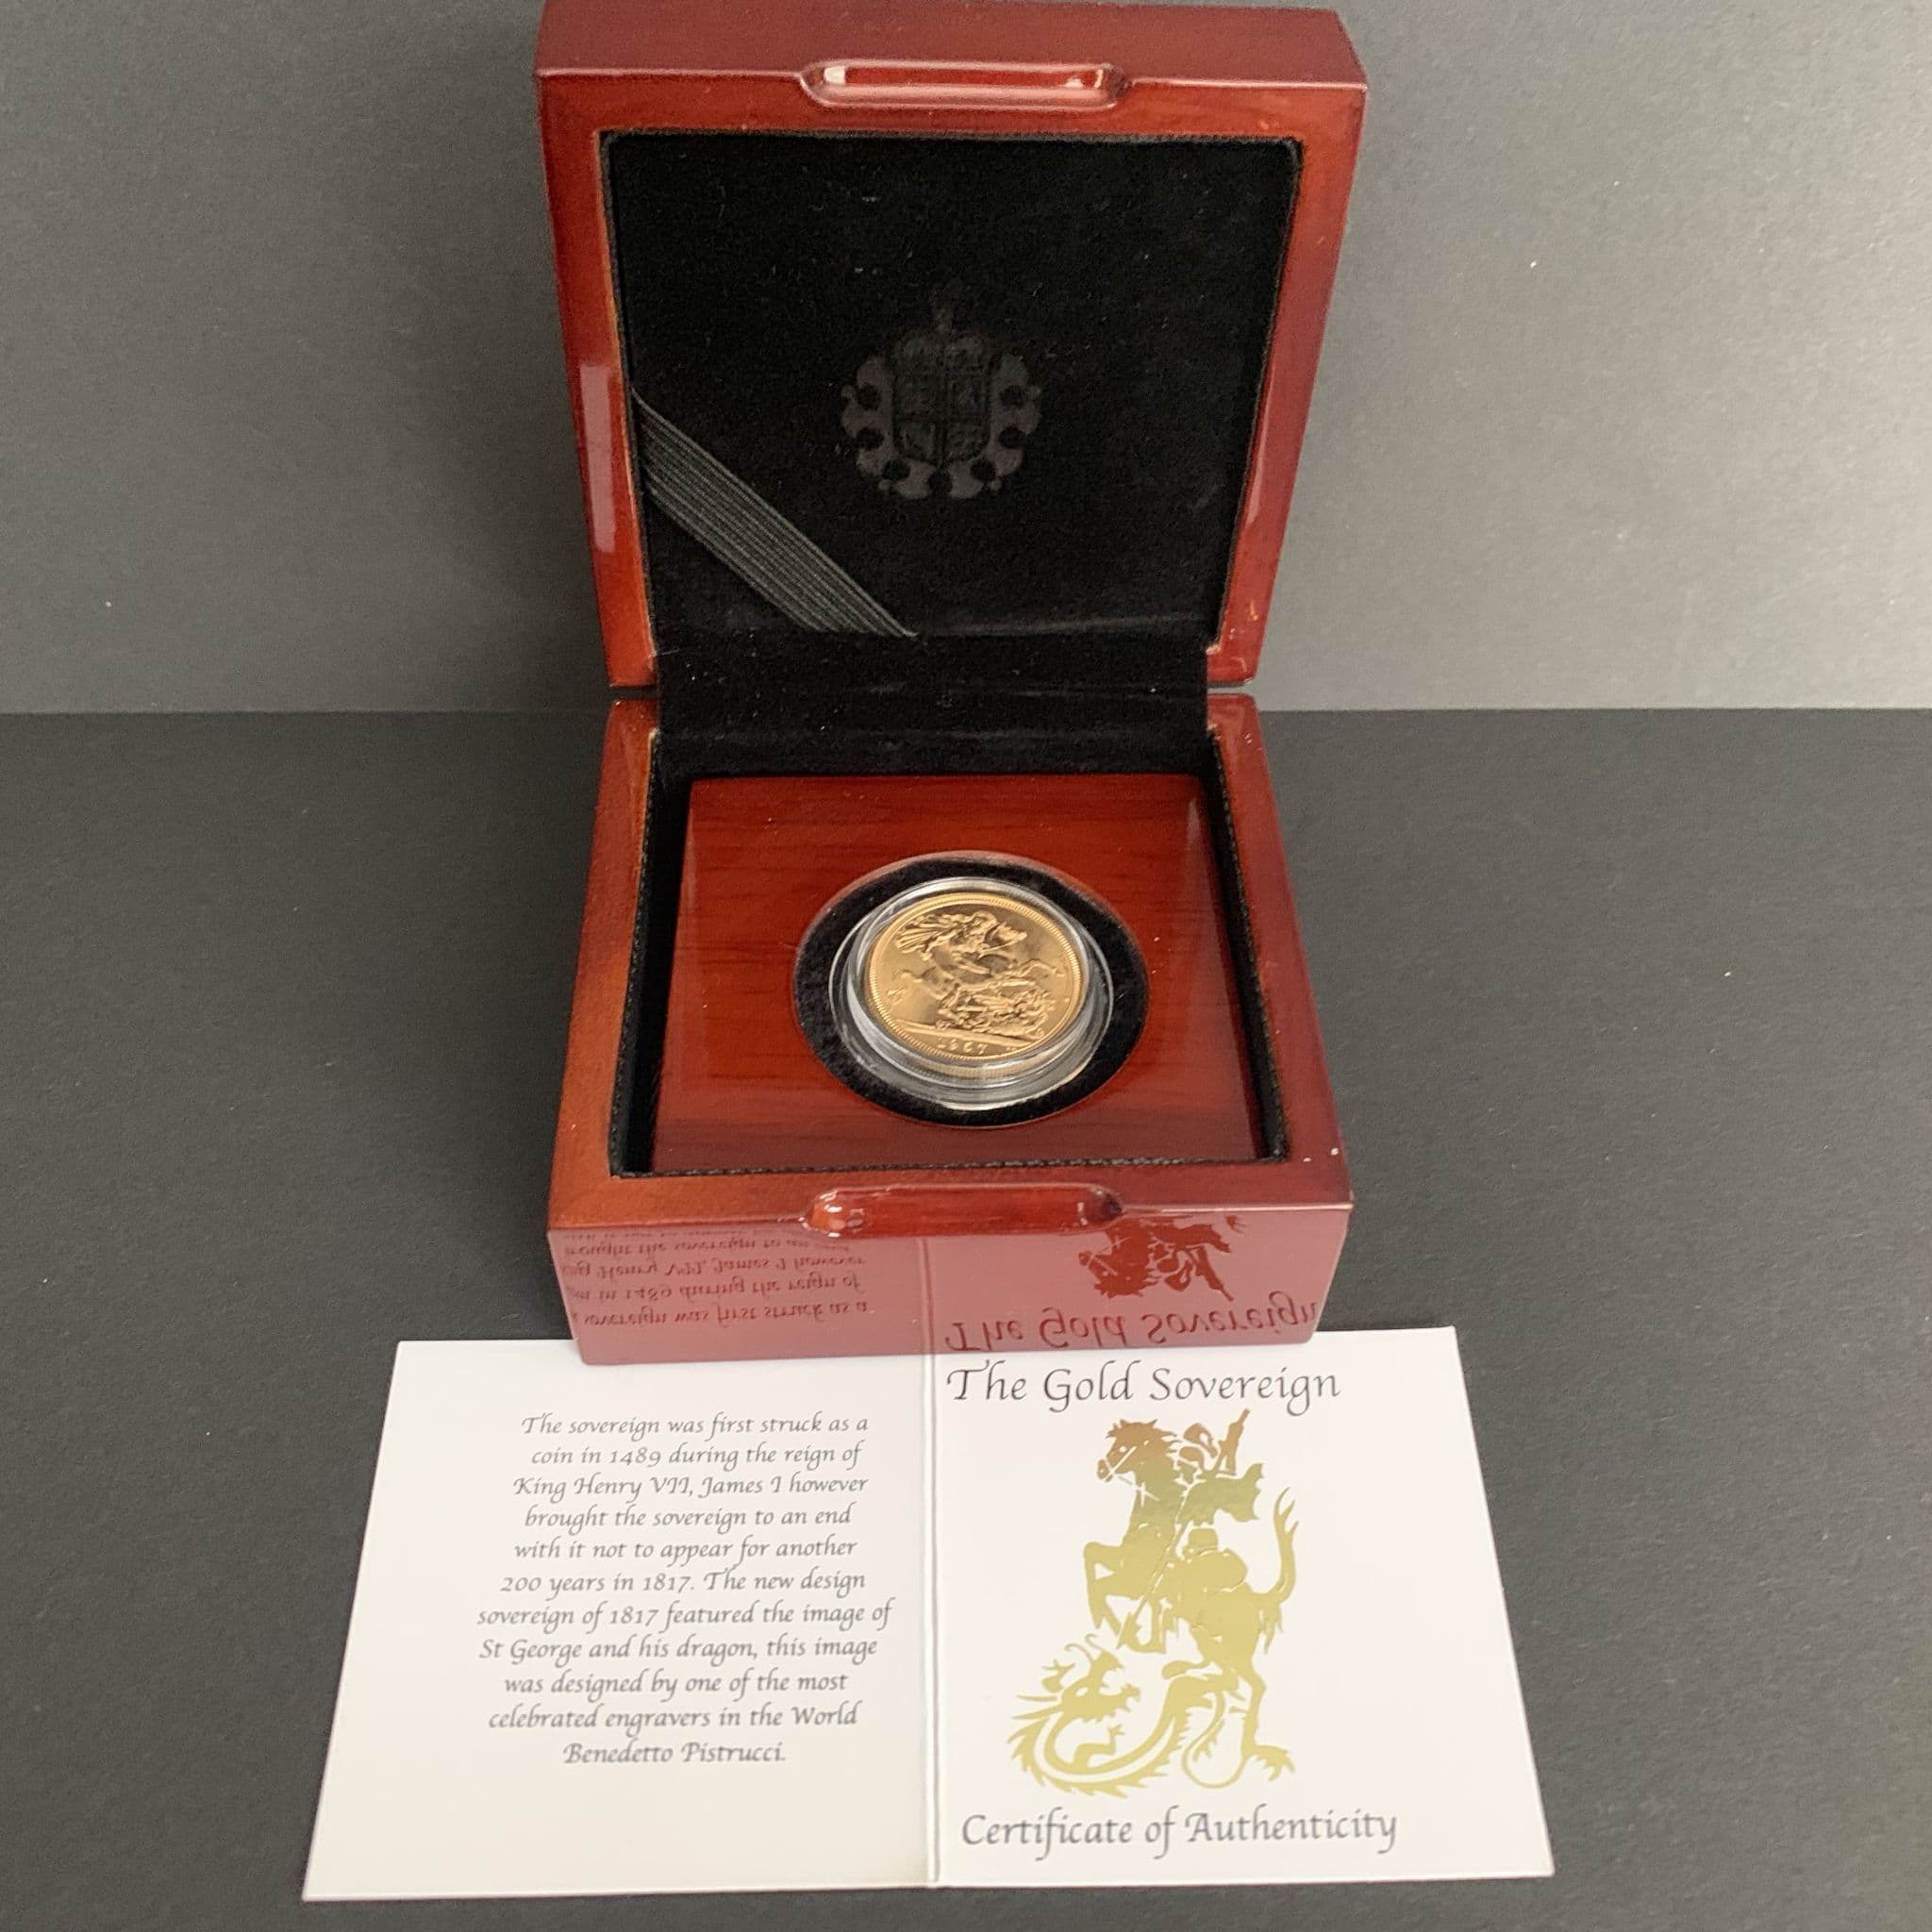 1967
The sovereign was first struck as a
coin in 1489 during the reign of
King Henry VII, James I however
brought the sovereign to an end
with it not to appear for another
200 years in 1817. The new design
sovereign of 1817 featured the image of
St George and his dragon, this image
was designed by one of the most
celebrated engravers in the World
Benedetto Pistrucci.
The Gold Sovereign
Certificate of Authenticity